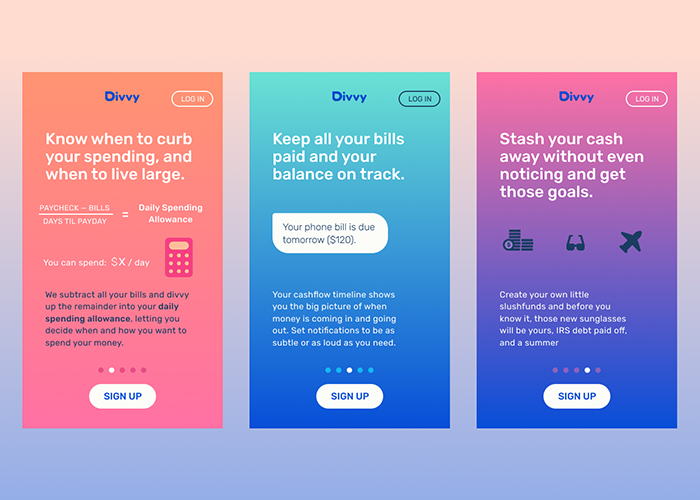 Divvy
LOG IN
Know when to curb
your spending, and
when to live large.
PAYCHECK – BILLS
DAYS TIL PAYDAY
=
Daily Spending
Allowance
You can spend: $X / day
We subtract all your bills and divvy
up the remainder into your daily
spending allowance, letting you
decide when and how you want to
spend your money.
SIGN UP
Divvy
LOG IN
Keep all your bills
paid and your
balance on track.
Your phone bill is due
tomorrow ($120).
Your cashflow timeline shows
you the big picture of when
money is coming in and going
out. Set notifications to be as
subtle or as loud as you need.
SIGN UP
Divvy
LOG IN
Stash your cash
away without even
noticing and get
those goals.
Create your own little
slushfunds and before you
know it, those new sunglasses
will be yours, IRS debt paid off,
and a summer
SIGN UP